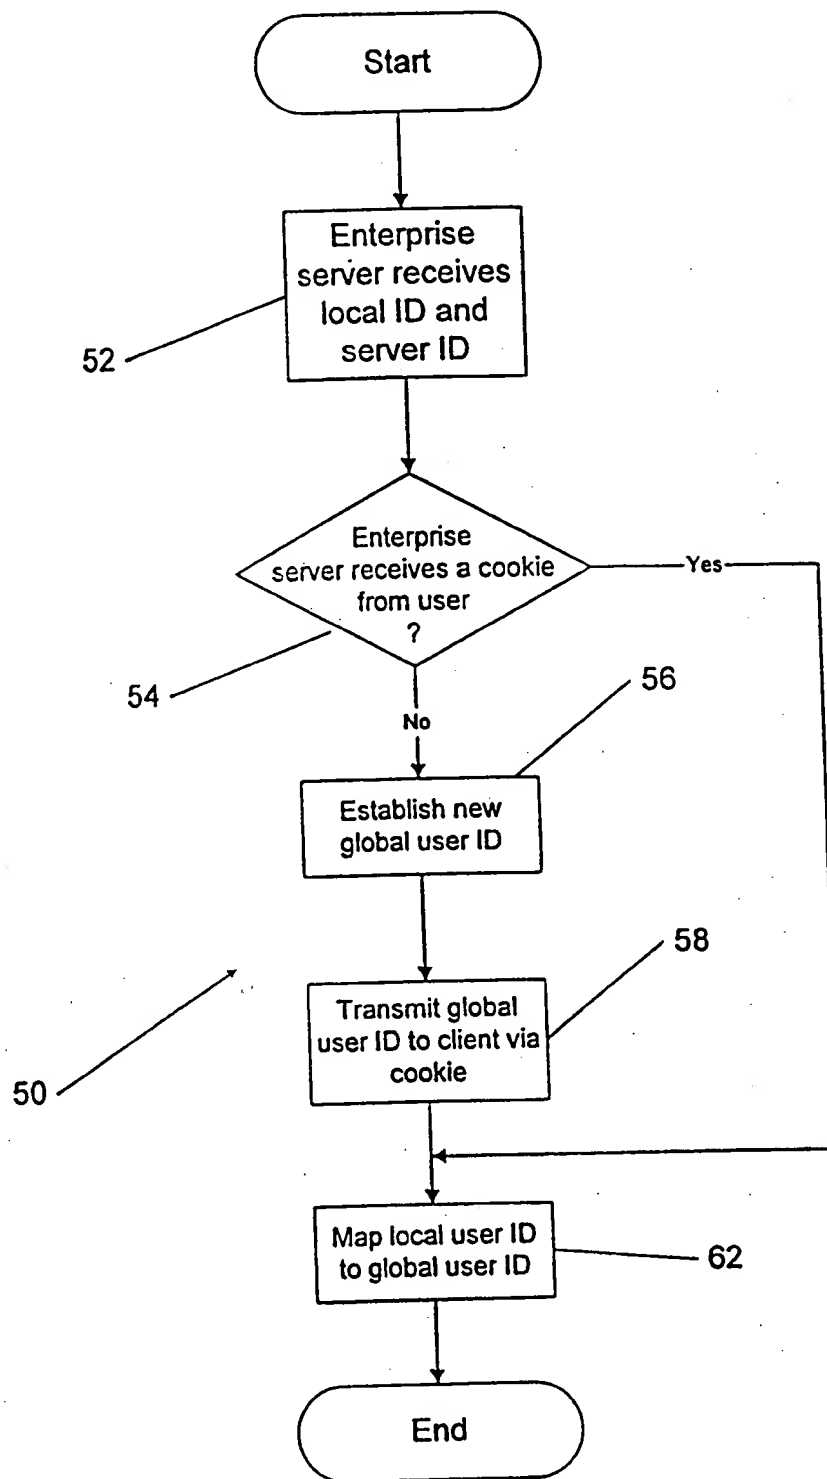 Start
Enterprise
server receives
local ID and
server ID
52
Enterprise
server receives a cookie
from user
?
Yes
54
No
56
Establish new
global user ID
58
Transmit global
user ID to client via
cookie
50
Map local user ID
to global user ID
62
End